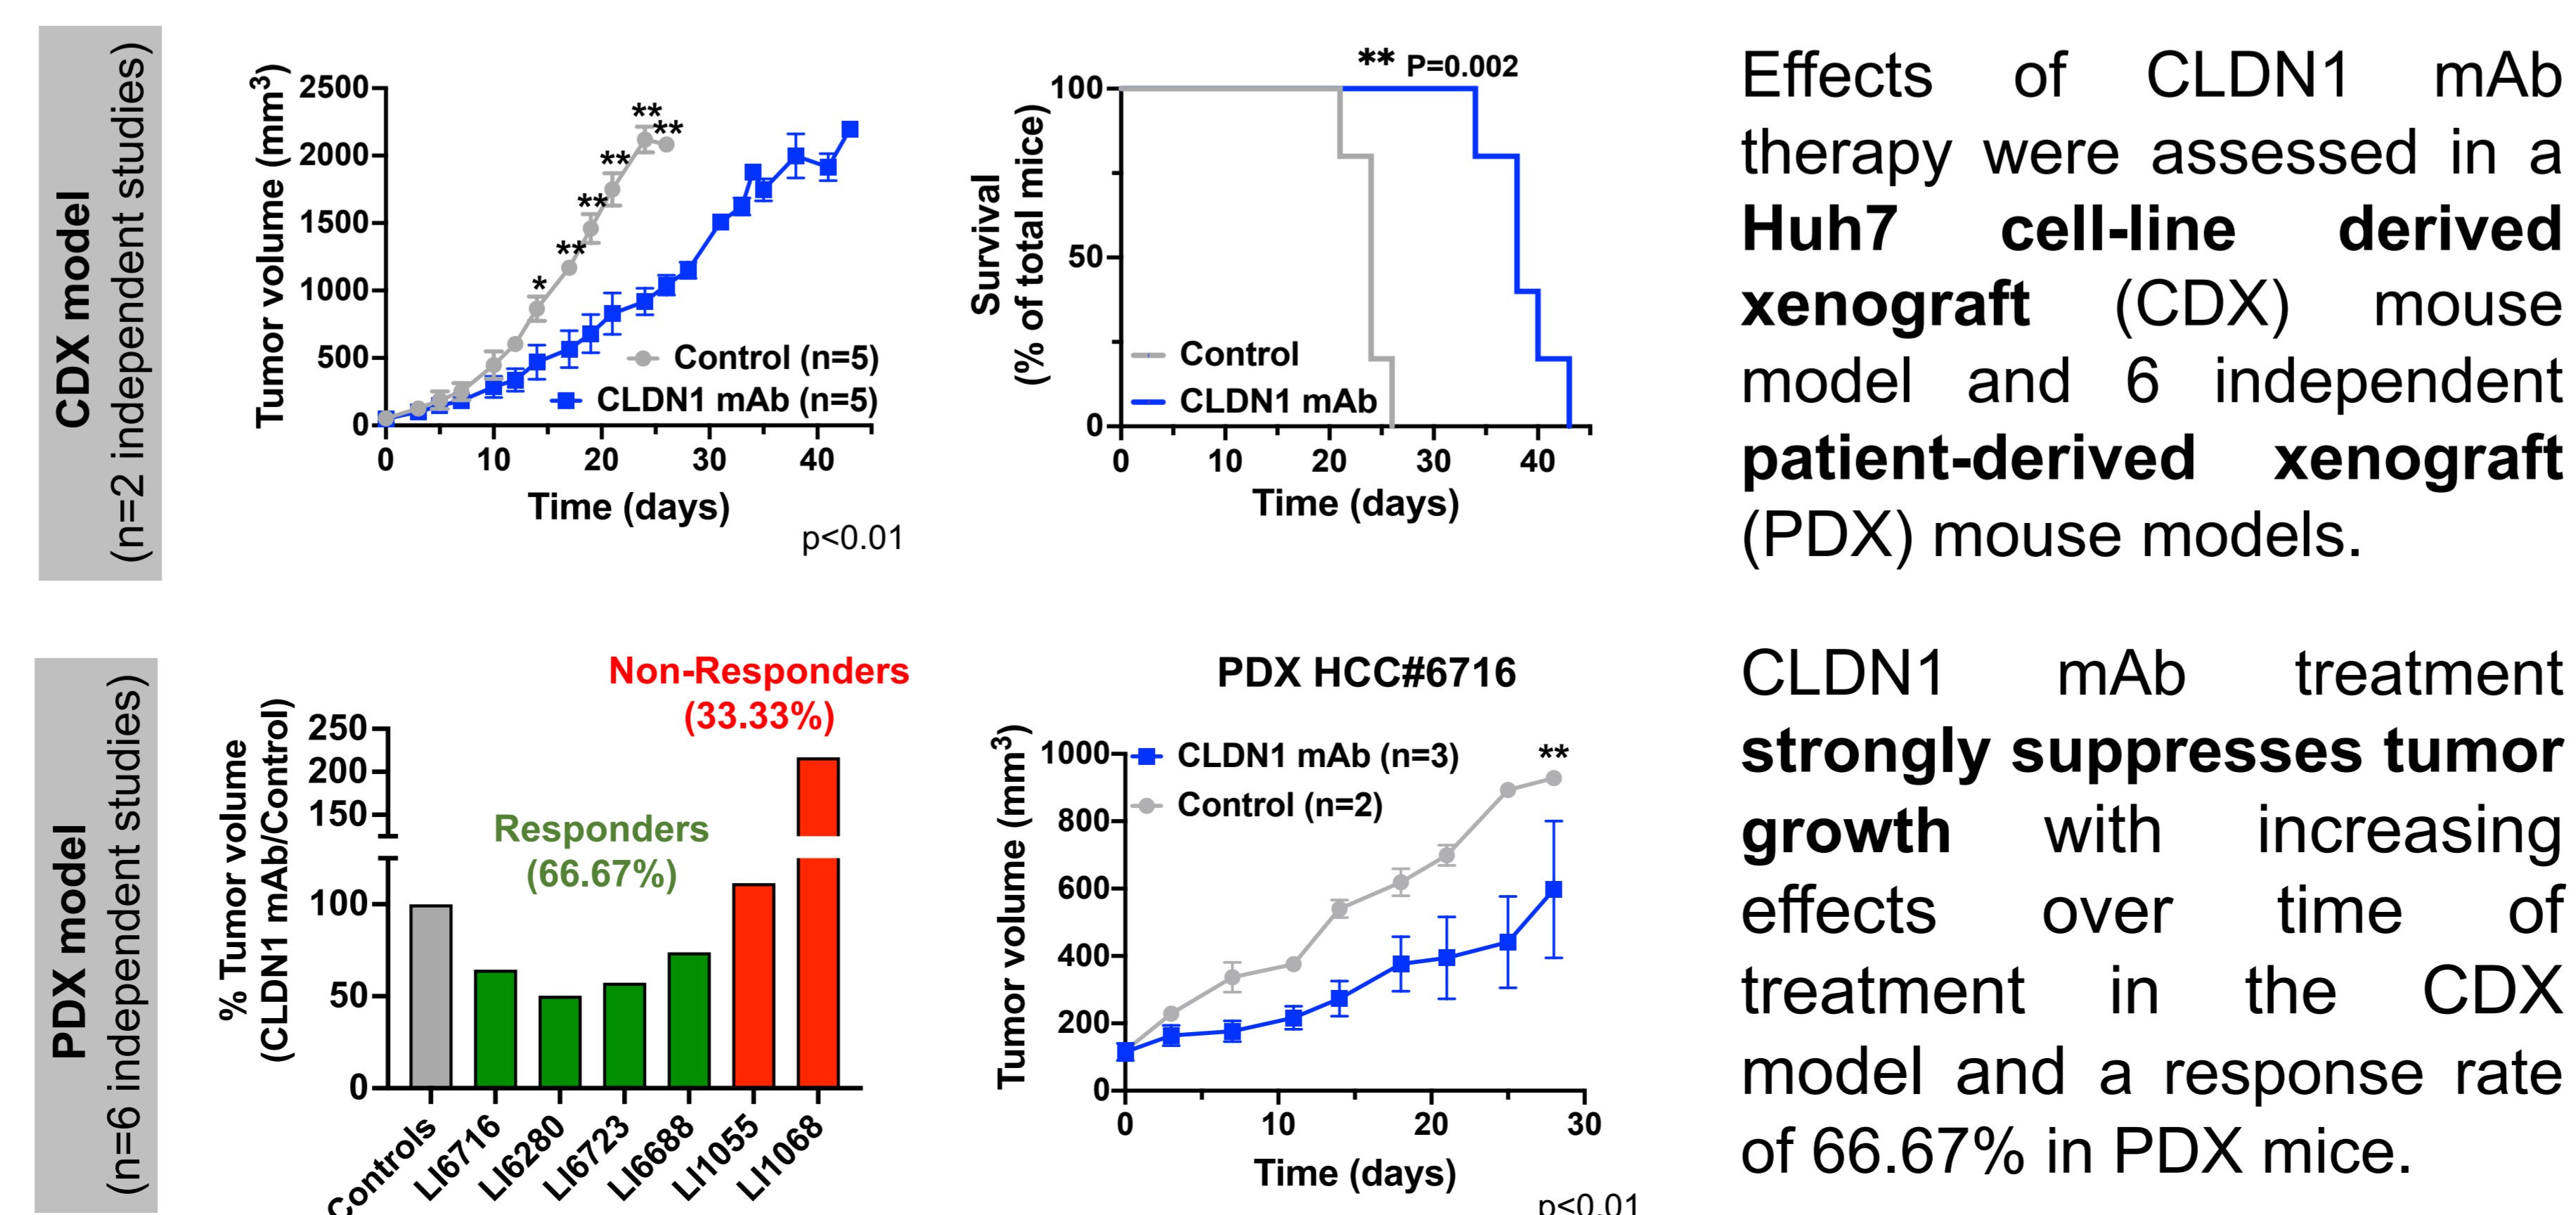 CDX model
(n=2 independent studies)
Tumor volume (mm³)
2500
2000
1500
1000
500
0
*
**
**
**
**
**
Control (n=5)
CLDN1 mAb (n=5)
0 10 20 30 40
Time (days)
p<0.01
** P=0.002
Survival
(% of total mice)
100
50
0
Control
CLDN1 mAb
0 10 20 30 40
Time (days)
Effects of CLDN1 mAb
therapy were assessed in a
Huh7 cell-line derived
xenograft (CDX) mouse
model and 6 independent
patient-derived xenograft
(PDX) mouse models.
PDX model
(n=6 independent studies)
% Tumor volume
(CLDN1 mAb/Control)
250
200
150
100
50
0
Non-Responders
(33.33%)
Responders
(66.67%)
Controls
LI6716
LI6280
LI6723
LI6688
LI1055
LI1068
PDX HCC#6716
Tumor volume (mm³)
1000
800
600
400
200
0
CLDN1 mAb (n=3)
Control (n=2)
**
0 10 20 30
Time (days)
p<0.01
CLDN1 mAb treatment
strongly suppresses tumor
growth with increasing
effects over time of
treatment in the CDX
model and a response rate
of 66.67% in PDX mice.